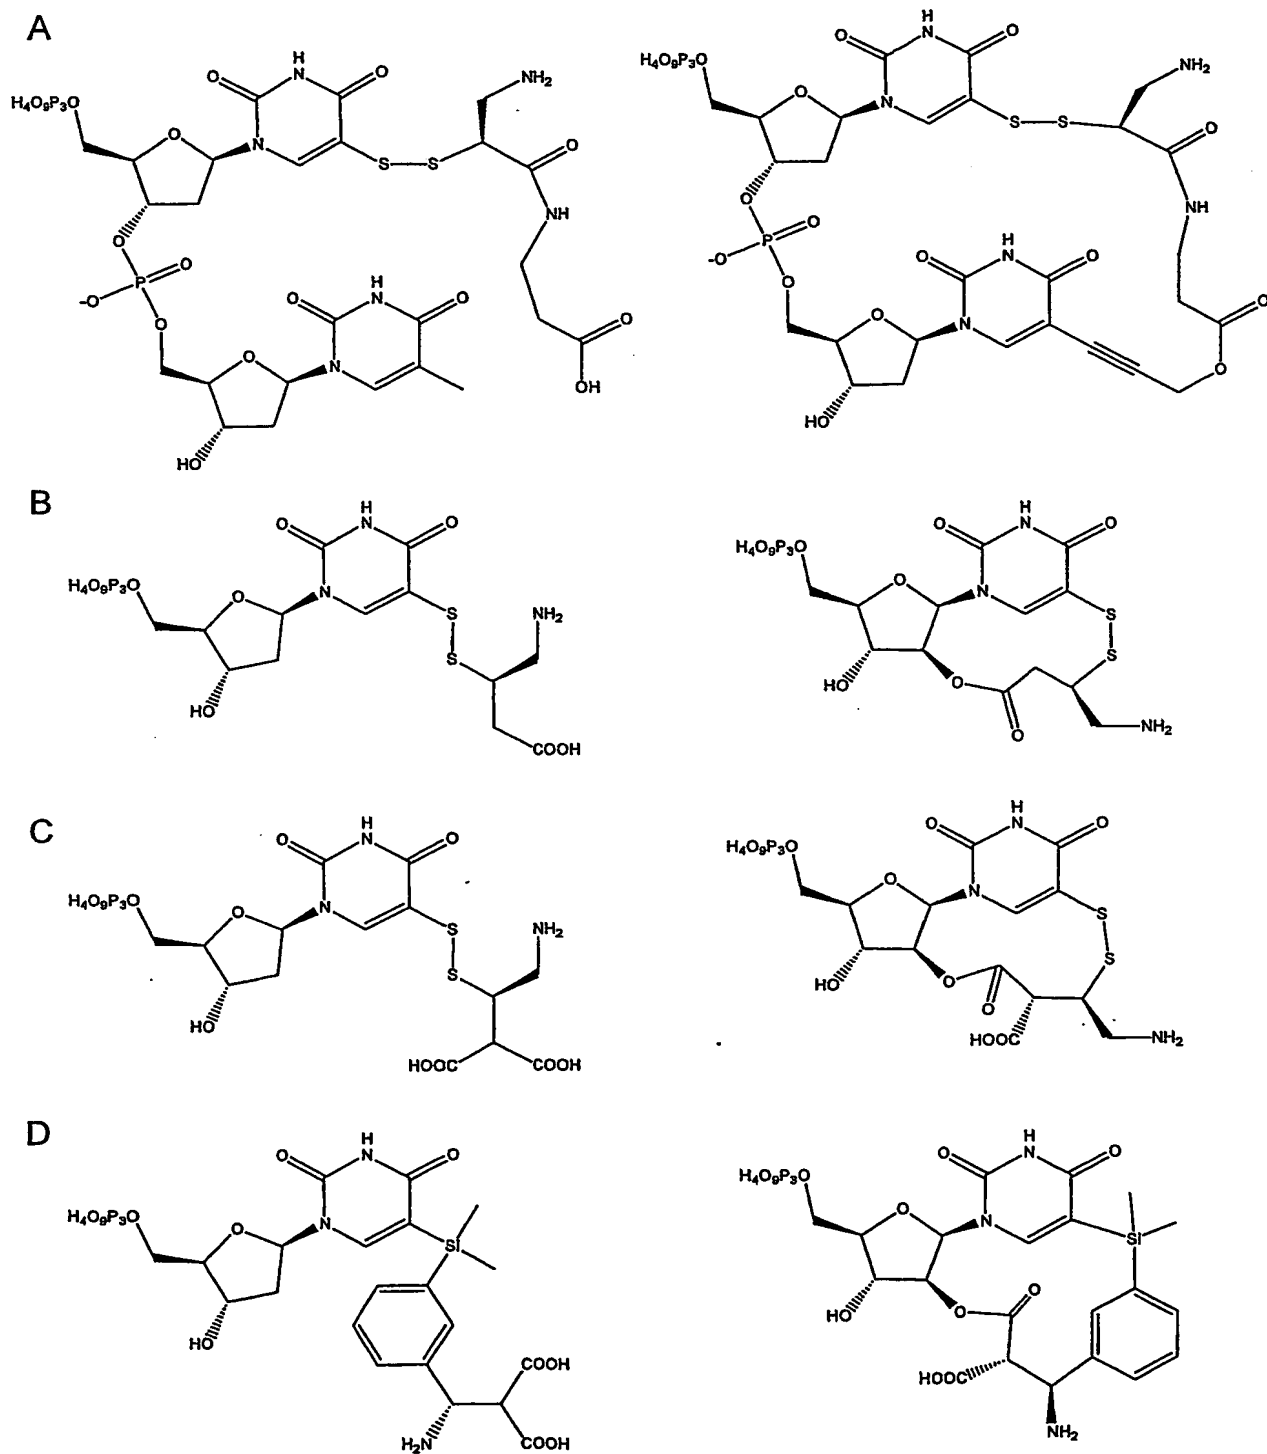 A
H
O N O
H₄O₉P₃O NH₂
O N S—S O
O NH
P O H
-O O N O O
O N OH
HO
H
O N O
H₄O₉P₃O NH₂
O N S—S O
O NH
P O H
-O O N O O
O N O
HO
B
H
O N O
H₄O₉P₃O O N S NH₂
S
HO
COOH
H
O N O
H₄O₉P₃O O N S
S
HO O
O NH₂
C
H
O N O
H₄O₉P₃O O N S NH₂
S
HO
HOOC COOH
H
O N O
H₄O₉P₃O O N S
S
HO O
O
HOOC NH₂
D
H
O N O
H₄O₉P₃O O N Si
HO
COOH
H₂N COOH
H
O N O
H₄O₉P₃O O N Si
HO O O
HOOC
NH₂